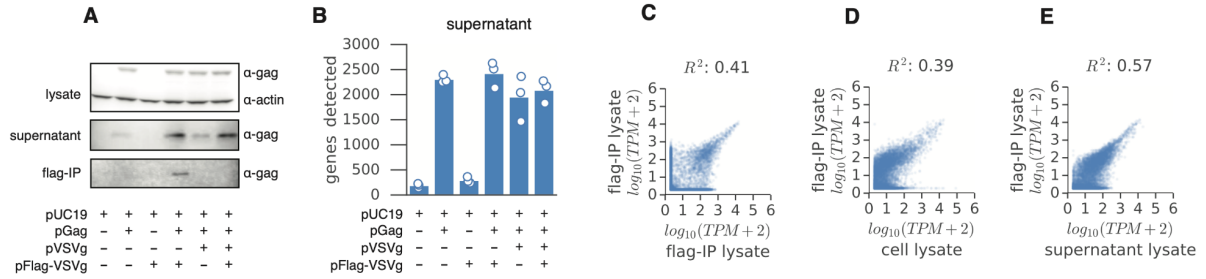 A
lysate
α-gag
α-actin
supernatant
α-gag
flag-IP
α-gag
pUC19 + + + + + +
pGag – + – + + +
pVSVg – – – – + +
pFlag-VSVg – – + + – +
B
supernatant
genes detected
3000
2500
2000
1500
1000
500
0
pUC19 + + + + + +
pGag – + – + + +
pVSVg – – – – + +
pFlag-VSVg – – + + – +
C
R²: 0.41
flag-IP lysate
log₁₀(TPM + 2)
6
5
4
3
2
1
0
0 1 2 3 4 5 6
log₁₀(TPM + 2)
flag-IP lysate
D
R²: 0.39
flag-IP lysate
log₁₀(TPM + 2)
6
5
4
3
2
1
0
0 1 2 3 4 5 6
log₁₀(TPM + 2)
cell lysate
E
R²: 0.57
flag-IP lysate
log₁₀(TPM + 2)
6
5
4
3
2
1
0
0 1 2 3 4 5 6
log₁₀(TPM + 2)
supernatant lysate